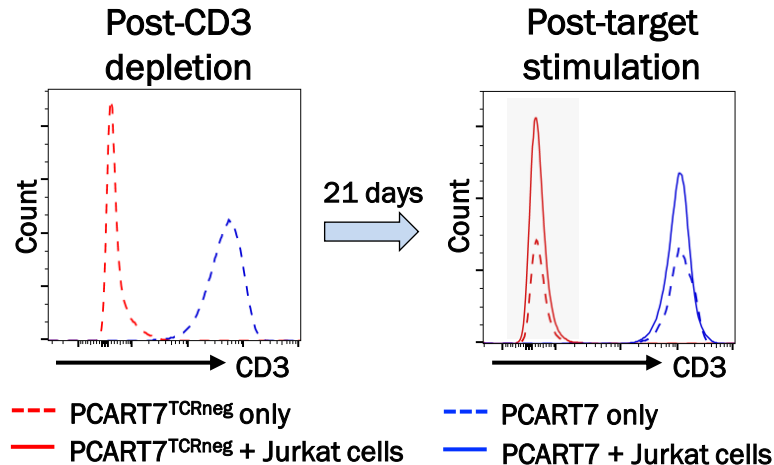 Post-CD3
depletion
Post-target
stimulation
Count
CD3
21 days
Count
CD3
PCART7TCRneg only
PCART7TCRneg + Jurkat cells
PCART7 only
PCART7 + Jurkat cells